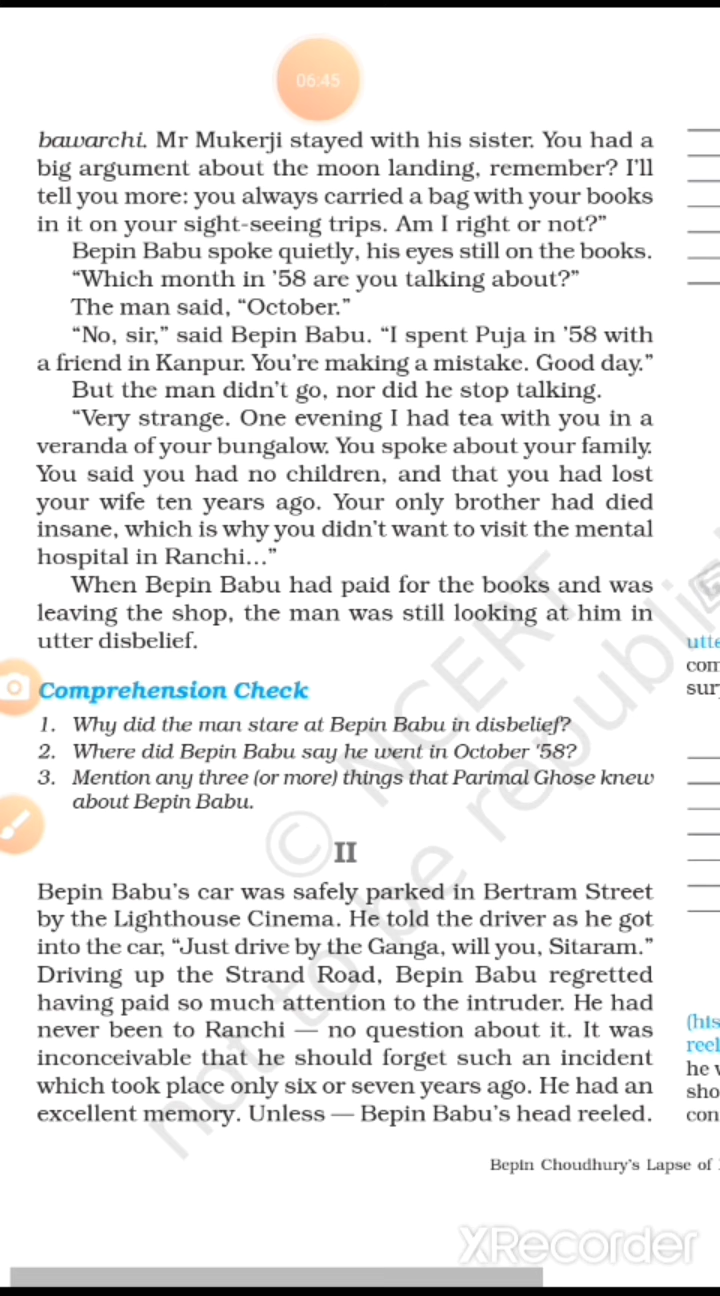 06:45
bawarchi. Mr Mukerji stayed with his sister. You had a
big argument about the moon landing, remember? I'll
tell you more: you always carried a bag with your books
in it on your sight-seeing trips. Am I right or not?”
Bepin Babu spoke quietly, his eyes still on the books.
“Which month in ’58 are you talking about?”
The man said, “October.”
“No, sir,” said Bepin Babu. “I spent Puja in ’58 with
a friend in Kanpur. You’re making a mistake. Good day.”
But the man didn’t go, nor did he stop talking.
“Very strange. One evening I had tea with you in a
veranda of your bungalow. You spoke about your family.
You said you had no children, and that you had lost
your wife ten years ago. Your only brother had died
insane, which is why you didn’t want to visit the mental
hospital in Ranchi...”
When Bepin Babu had paid for the books and was
leaving the shop, the man was still looking at him in
utter disbelief.
Comprehension Check
1. Why did the man stare at Bepin Babu in disbelief?
2. Where did Bepin Babu say he went in October ‘58?
3. Mention any three (or more) things that Parimal Ghose knew
about Bepin Babu.
II
Bepin Babu’s car was safely parked in Bertram Street
by the Lighthouse Cinema. He told the driver as he got
into the car, “Just drive by the Ganga, will you, Sitaram.”
Driving up the Strand Road, Bepin Babu regretted
having paid so much attention to the intruder. He had
never been to Ranchi — no question about it. It was
inconceivable that he should forget such an incident
which took place only six or seven years ago. He had an
excellent memory. Unless — Bepin Babu’s head reeled.
Bepin Choudhury’s Lapse of
© NCERT
not to be republi
utte
com
sur
(his
reel
he
sho
con
XRecorder